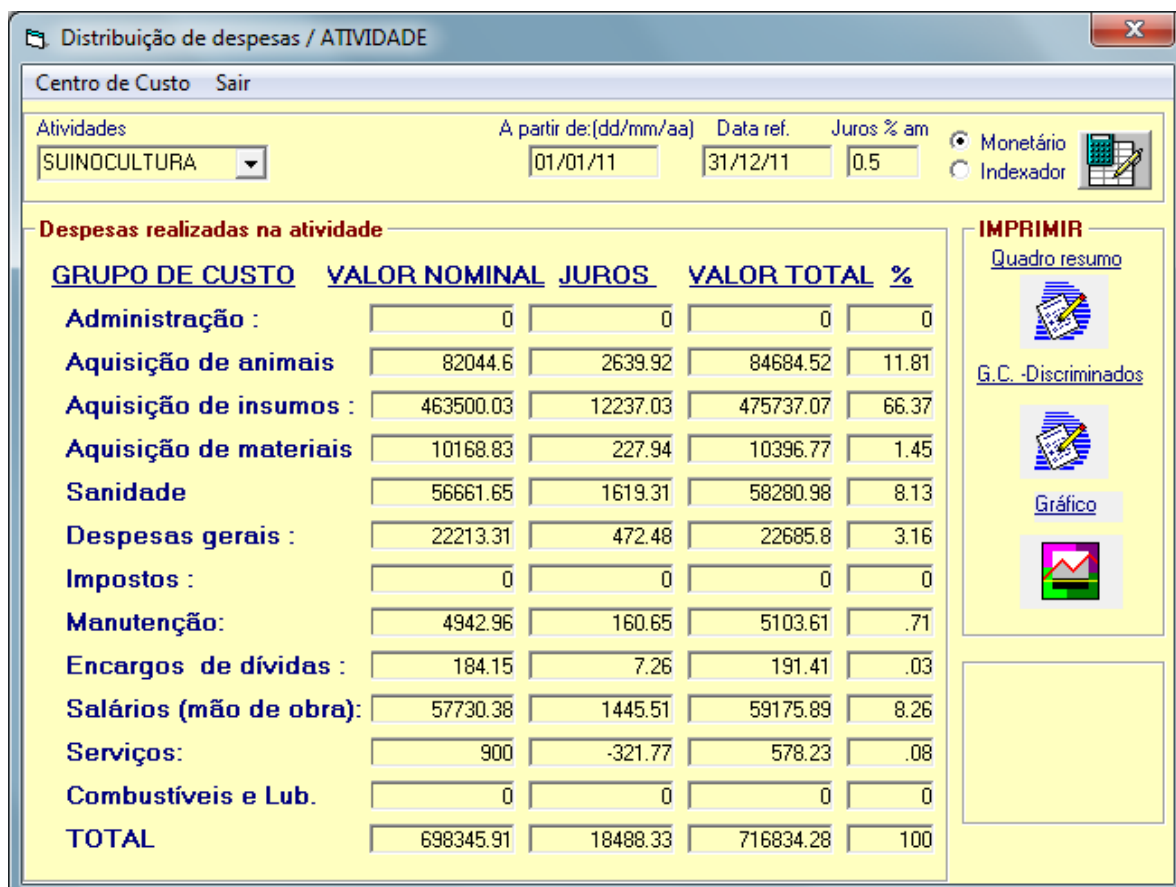 Distribuição de despesas / ATIVIDADE
x
Centro de Custo Sair
Atividades A partir de:(dd/mm/aa) Data ref. Juros % am
SUINOCULTURA 01/01/11 31/12/11 0.5
Monetário
Indexador
Despesas realizadas na atividade
GRUPO DE CUSTO VALOR NOMINAL JUROS VALOR TOTAL %
Administração : 0 0 0 0
Aquisição de animais 82044.6 2639.92 84684.52 11.81
Aquisição de insumos : 463500.03 12237.03 475737.07 66.37
Aquisição de materiais 10168.83 227.94 10396.77 1.45
Sanidade 56661.65 1619.31 58280.98 8.13
Despesas gerais : 22213.31 472.48 22685.8 3.16
Impostos : 0 0 0 0
Manutenção: 4942.96 160.65 5103.61 .71
Encargos de dívidas : 184.15 7.26 191.41 .03
Salários (mão de obra): 57730.38 1445.51 59175.89 8.26
Serviços: 900 -321.77 578.23 .08
Combustíveis e Lub. 0 0 0 0
TOTAL 698345.91 18488.33 716834.28 100
IMPRIMIR
Quadro resumo
G.C. -Discriminados
Gráfico